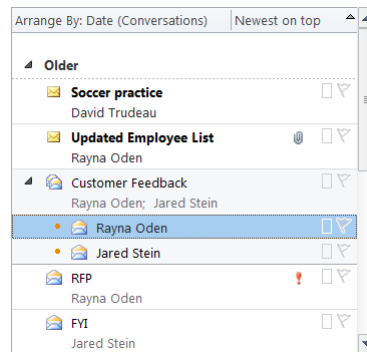 Arrange By: Date (Conversations) Newest on top
Older
Soccer practice
David Trudeau
Updated Employee List
Rayna Oden
Customer Feedback
Rayna Oden; Jared Stein
Rayna Oden
Jared Stein
RFP
Rayna Oden
FYI
Jared Stein